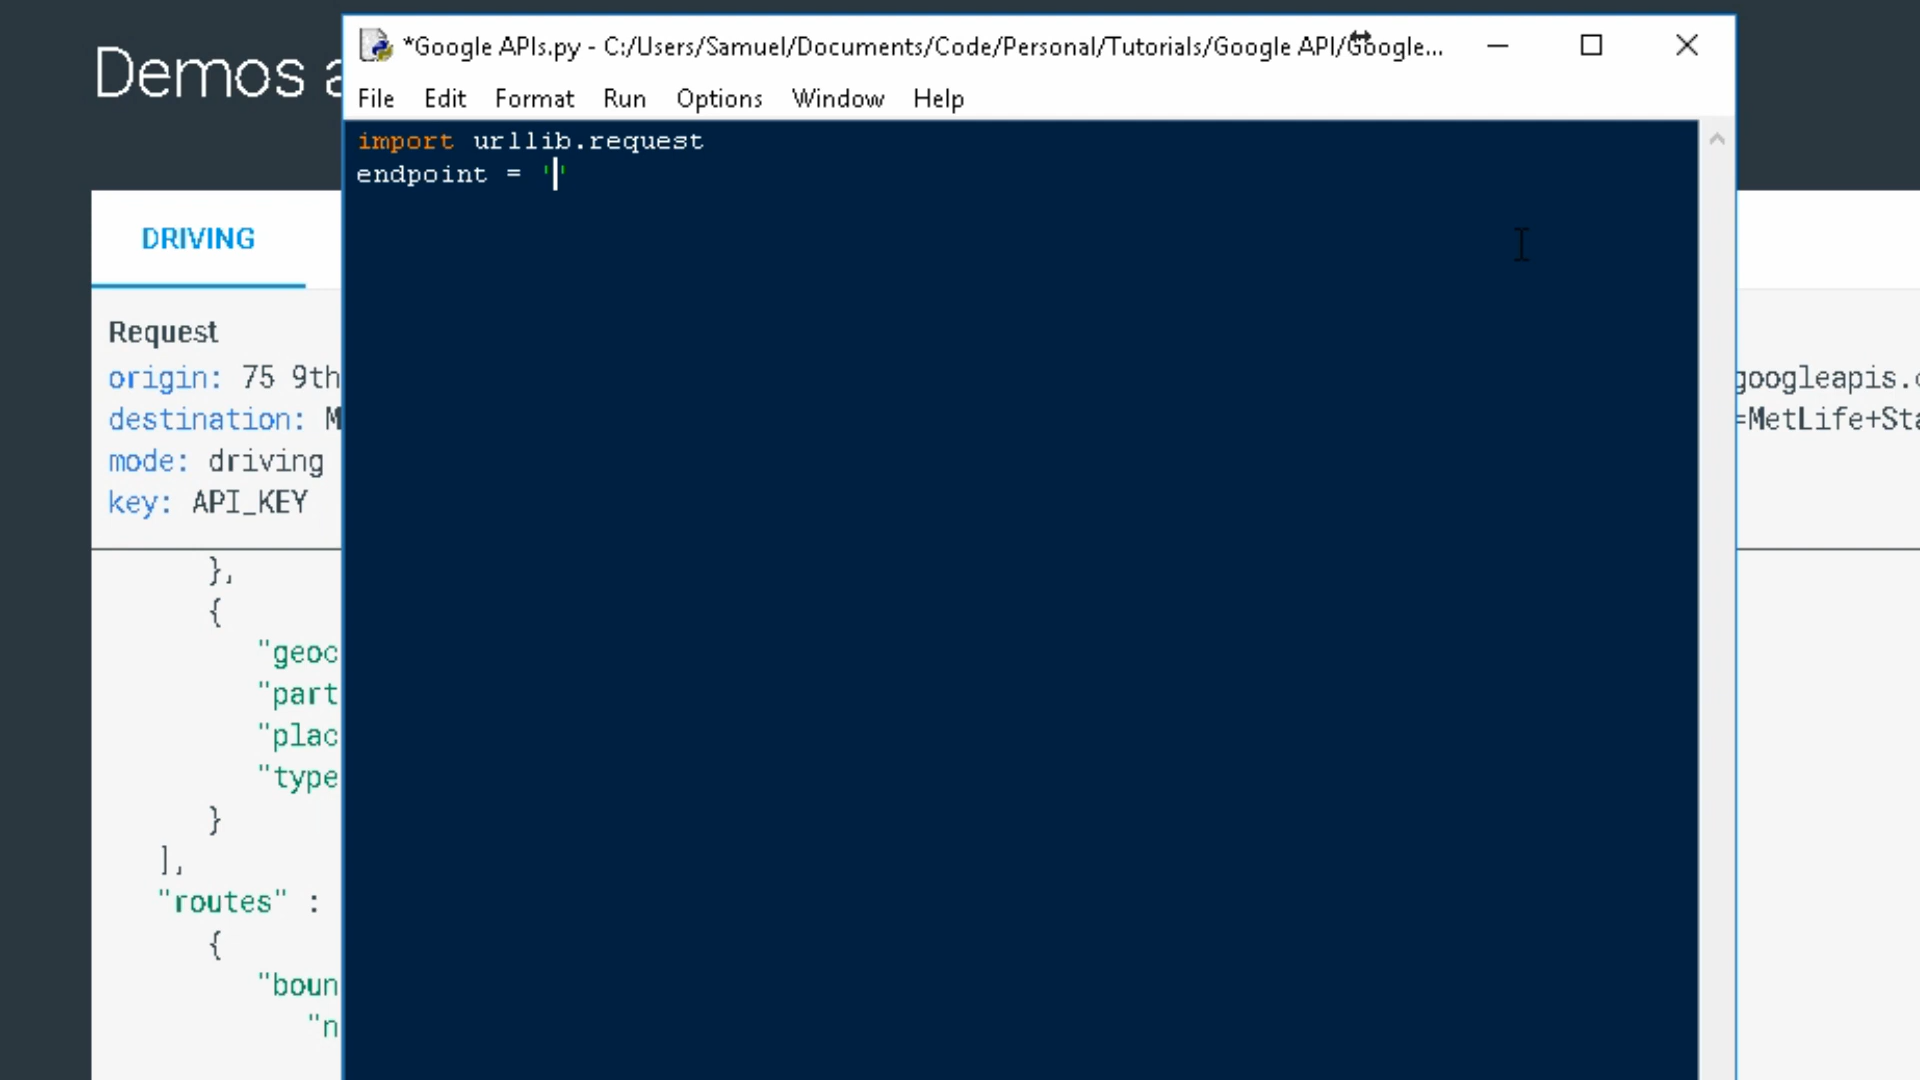 Demos a
*Google APIs.py - C:/Users/Samuel/Documents/Code/Personal/Tutorials/Google API/Google...
File Edit Format Run Options Window Help
import urllib.request
endpoint = ''
DRIVING
Request
origin: 75 9th
googleapis.c
destination: M
=MetLife+Sta
mode: driving
key: API_KEY
},
{
"geoc
"part
"plac
"type
}
],
"routes" :
{
"boun
"n